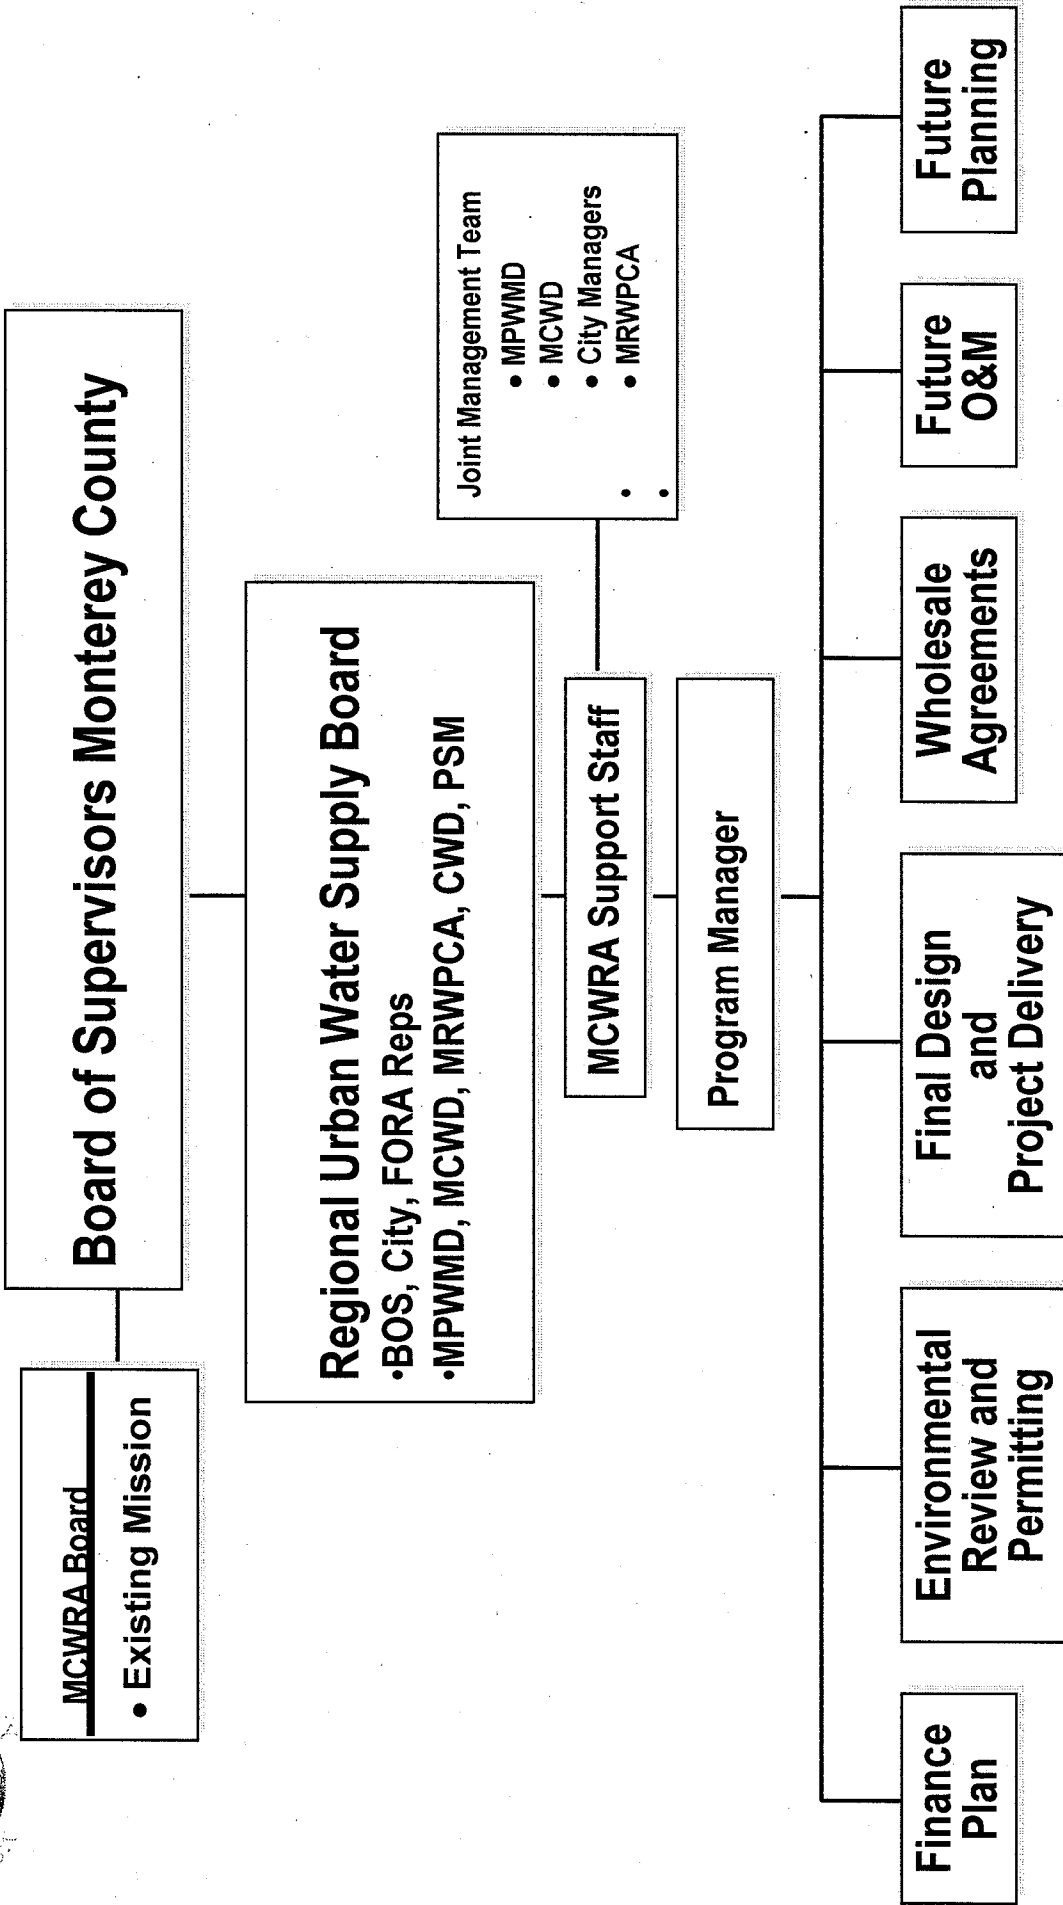 Board of Supervisors Monterey County
MCWRA Board
• Existing Mission
Regional Urban Water Supply Board
•BOS, City, FORA Reps
•MPWMD, MCWD, MRWPCA, CWD, PSM
Joint Management Team
• MPWMD
• MCWD
• City Managers
• MRWPCA
•
•
MCWRA Support Staff
Program Manager
Finance
Plan
Environmental
Review and
Permitting
Final Design
and
Project Delivery
Wholesale
Agreements
Future
O&M
Future
Planning